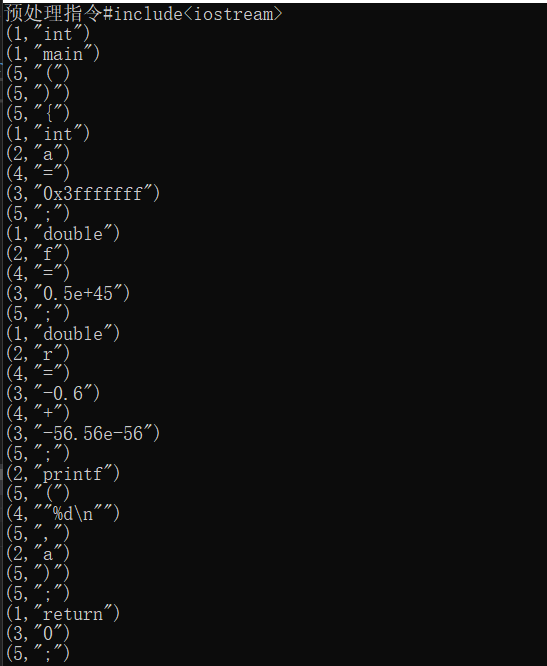 预处理指令#include<iostream>
(1,"int")
(1,"main")
(5,"(")
(5,")")
(5,"{")
(1,"int")
(2,"a")
(4,"=")
(3,"0x3fffffff")
(5,";")
(1,"double")
(2,"f")
(4,"=")
(3,"0.5e+45")
(5,";")
(1,"double")
(2,"r")
(4,"=")
(3,"-0.6")
(4,"+")
(3,"-56.56e-56")
(5,";")
(2,"printf")
(5,"(")
(4,""%d\n"")
(5,",")
(2,"a")
(5,")")
(5,";")
(1,"return")
(3,"0")
(5,";")